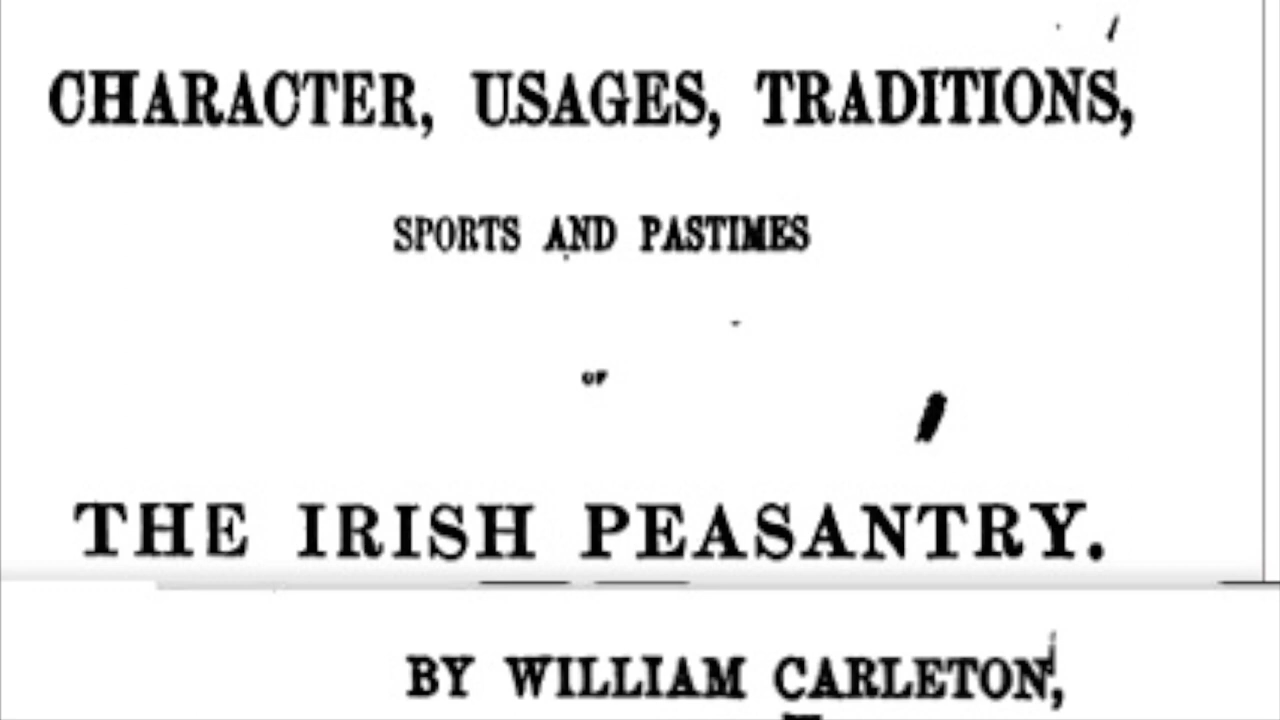 CHARACTER, USAGES, TRADITIONS,
SPORTS AND PASTIMES
OF
THE IRISH PEASANTRY.
BY WILLIAM CARLETON,